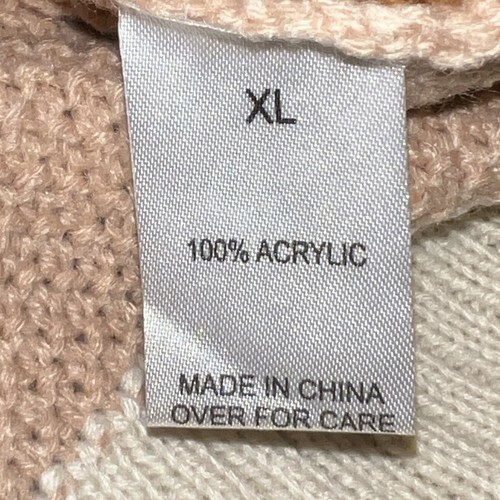 XL
100% ACRYLIC
MADE IN CHINA
OVER FOR CARE